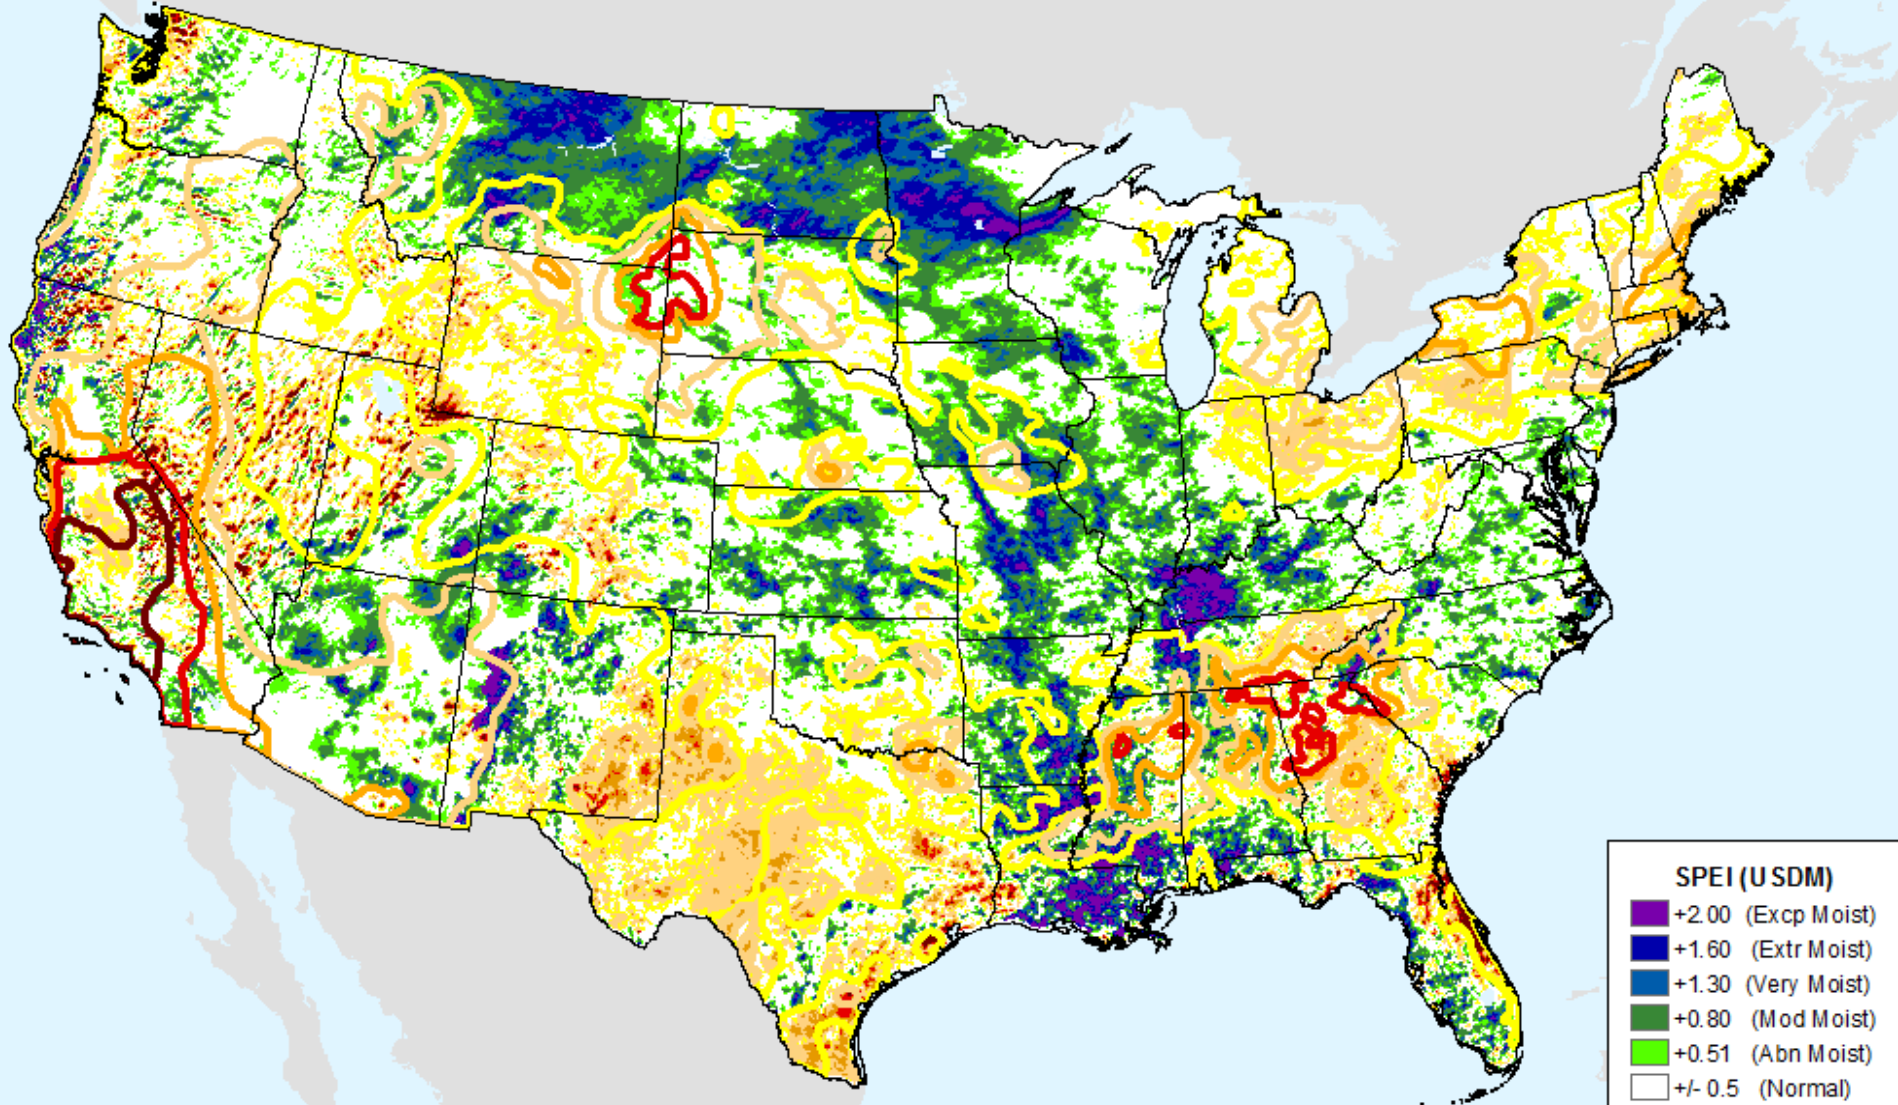 SPEI (USDM)
+2.00 (Excp Moist)
+1.60 (Extr Moist)
+1.30 (Very Moist)
+0.80 (Mod Moist)
+0.51 (Abn Moist)
+/- 0.5 (Normal)